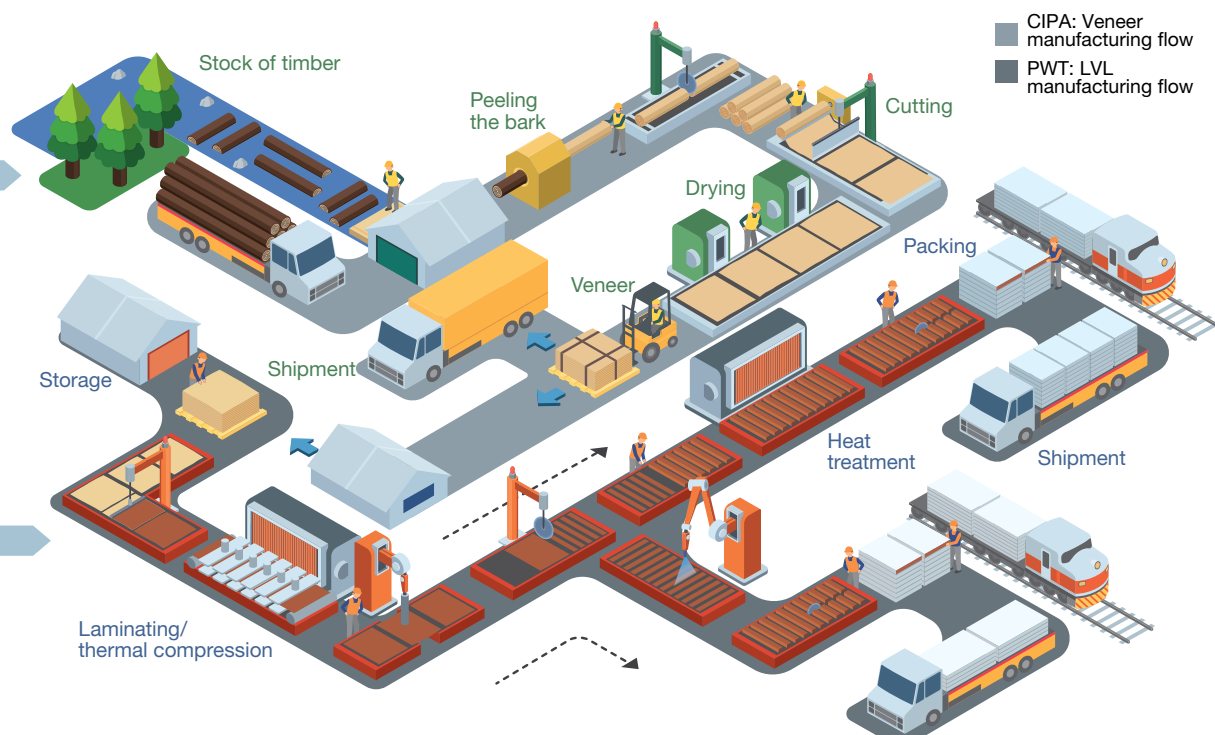 CIPA: Veneer
manufacturing flow
PWT: LVL
manufacturing flow
Stock of timber
Peeling
the bark
Cutting
Drying
Packing
Veneer
Shipment
Storage
Heat
treatment
Shipment
Laminating/
thermal compression